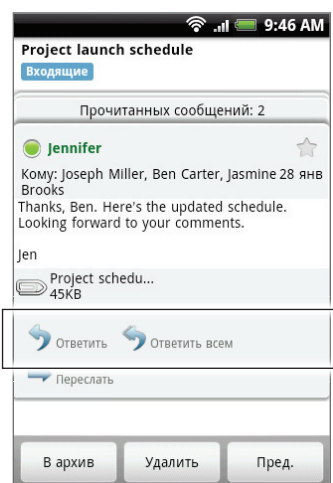 9:46 AM
Project launch schedule
Входящие
Прочитанных сообщений: 2
Jennifer
Кому: Joseph Miller, Ben Carter, Jasmine 28 янв
Brooks
Thanks, Ben. Here's the updated schedule.
Looking forward to your comments.
Jen
Project schedu...
45KB
Ответить Ответить всем
Переслать
В архив Удалить Пред.